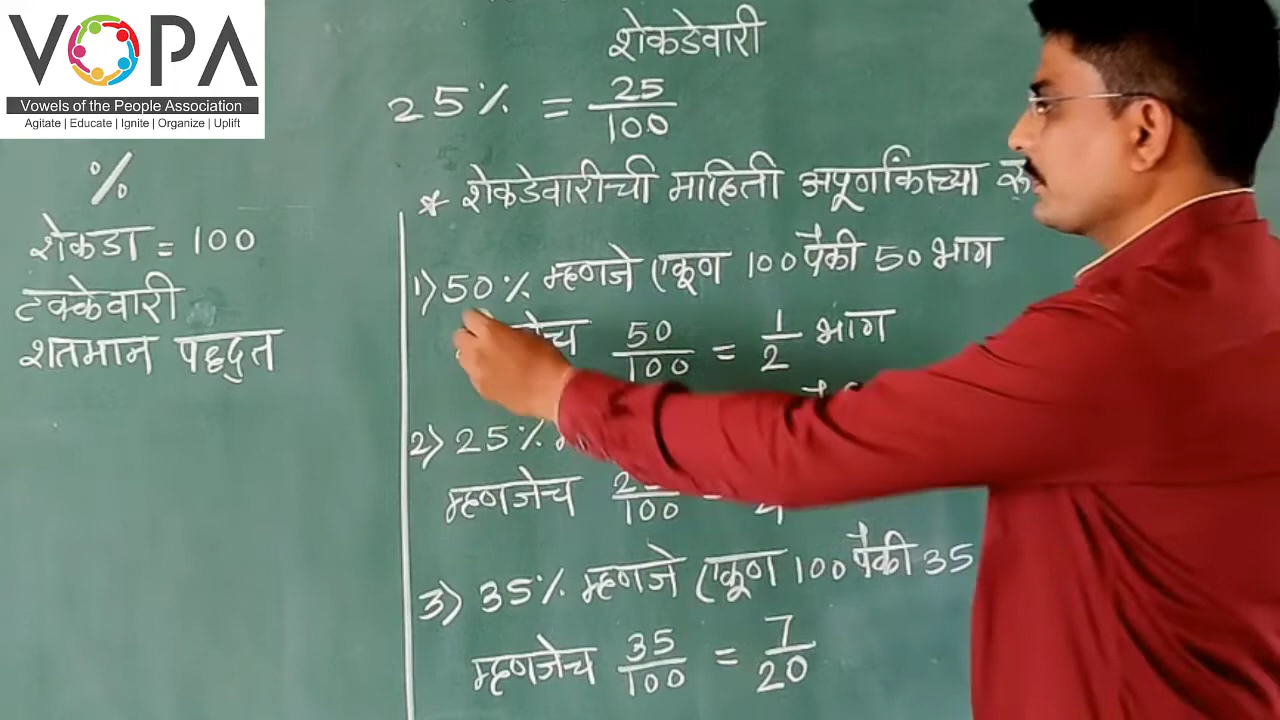 VOPA
Vowels of the People Association
Agitate | Educate | Ignite | Organize | Uplift
%
शेकडा = 100
टक्केवारी
शतमान पद्धत
शेकडेवारी
25% = 25/100
* शेकडेवारीची माहिती अपूर्णांकाच्या
1) 50% म्हणजे एकूण 100 पैकी 50 भाग
50/100 = 1/2 भाग
2) 25%
म्हणजेच
3) 35% म्हणजे एकूण 100 पैकी 35
म्हणजेच 35/100 = 7/20